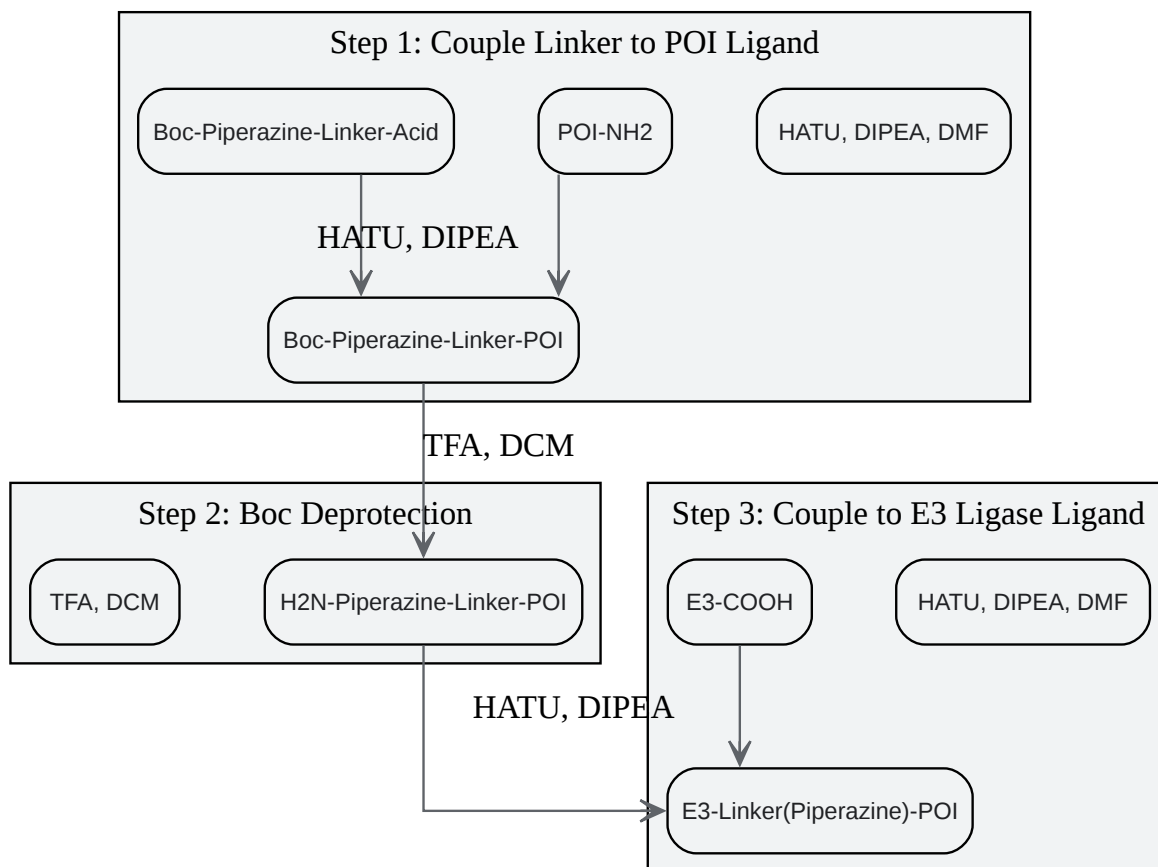 Step 1: Couple Linker to POI Ligand
Boc-Piperazine-Linker-Acid
POI-NH2
HATU, DIPEA, DMF
HATU, DIPEA
Boc-Piperazine-Linker-POI
TFA, DCM
Step 2: Boc Deprotection
TFA, DCM
H2N-Piperazine-Linker-POI
Step 3: Couple to E3 Ligase Ligand
E3-COOH
HATU, DIPEA, DMF
HATU, DIPEA
E3-Linker(Piperazine)-POI